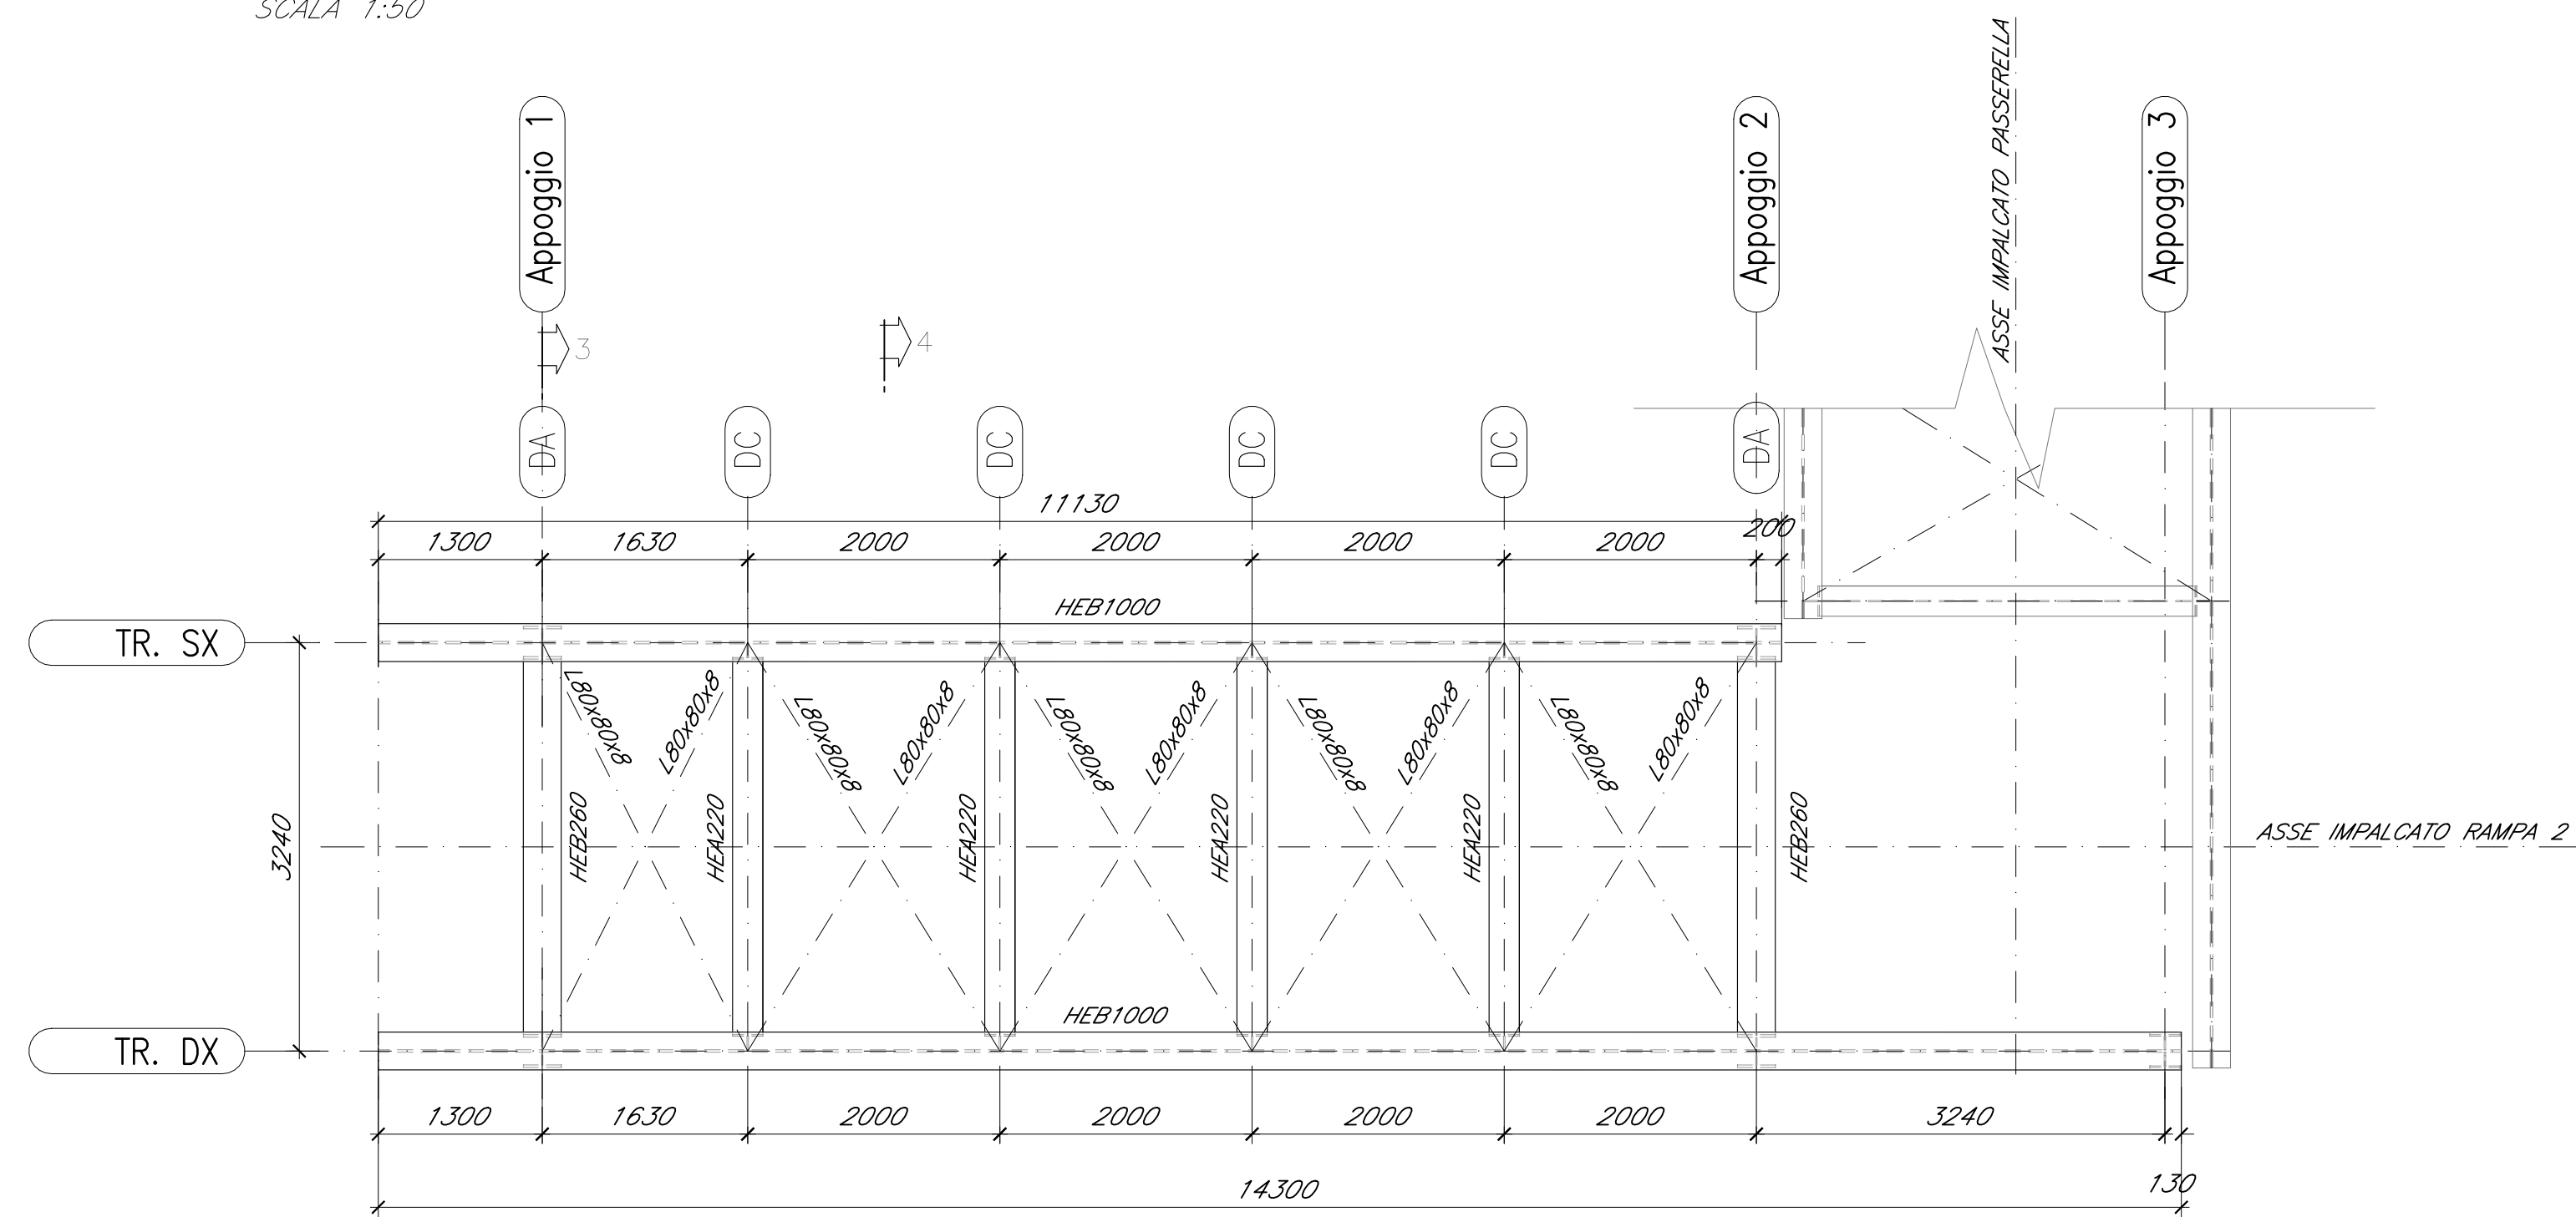 SCALA 1:50
Appoggio 1
Appoggio 2
ASSE IMPALCATO PASSERELLA
Appoggio 3
3
4
DA
DC
DC
DC
DC
DA
11130
1300
1630
2000
2000
2000
2000
200
HEB1000
TR. SX
L80x80x8
L80x80x8
L80x80x8
L80x80x8
L80x80x8
L80x80x8
L80x80x8
L80x80x8
L80x80x8
L80x80x8
3240
HEB260
HEA220
HEA220
HEA220
HEA220
HEB260
ASSE IMPALCATO RAMPA 2
HEB1000
TR. DX
1300
1630
2000
2000
2000
2000
3240
130
14300